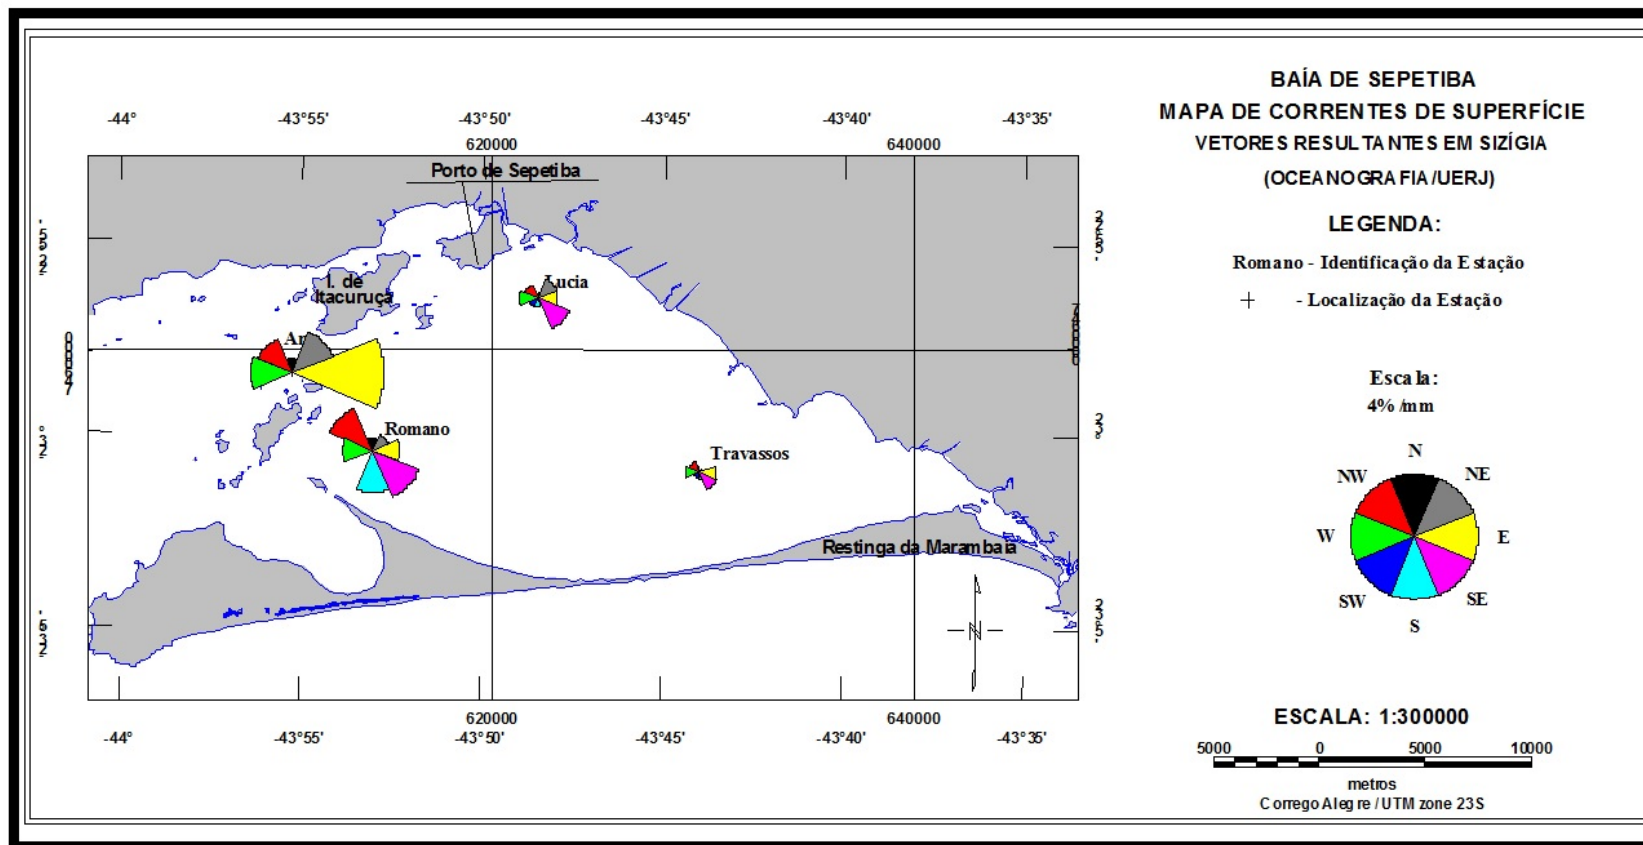 BAÍA DE SEPETIBA
MAPA DE CORRENTES DE SUPERFÍCIE
VETORES RESULTANTES EM SIZÍGIA
(OCEANOGRAFIA/UERJ)
LEGENDA:
Romano - Identificação da Estação
- Localização da Estação
Escala:
4%/mm
N
NW
NE
W
E
SW
SE
S
ESCALA: 1:300000
5000 0 5000 10000
metros
Corrego Alegre / UTM zone 23S
-44° -43°55' -43°50' -43°45' -43°40' -43°35'
620000 640000
Porto de Sepetiba
I. de
Itacuruça
Lucia
Ar
Romano
Travassos
Restinga da Marambaia
N
620000 640000
-44° -43°55' -43°50' -43°45' -43°40' -43°35'